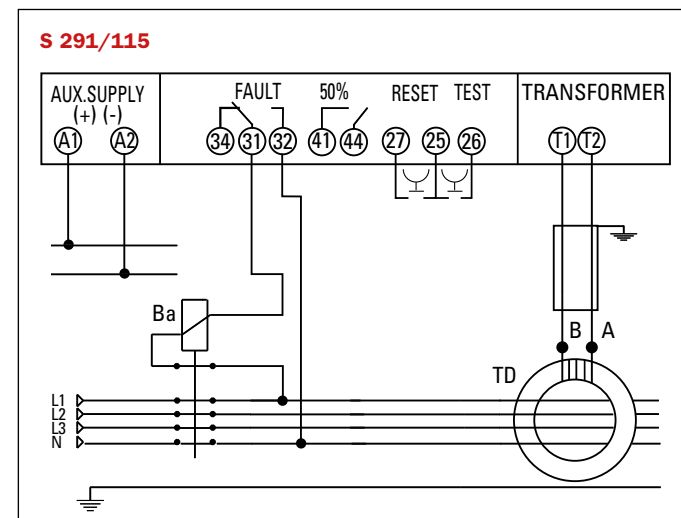 S 291/115
AUX.SUPPLY FAULT 50% RESET TEST TRANSFORMER
(+) (-)
A1 A2 34 31 32 41 44 27 25 26 T1 T2
Ba
B A
TD
L1
L2
L3
N